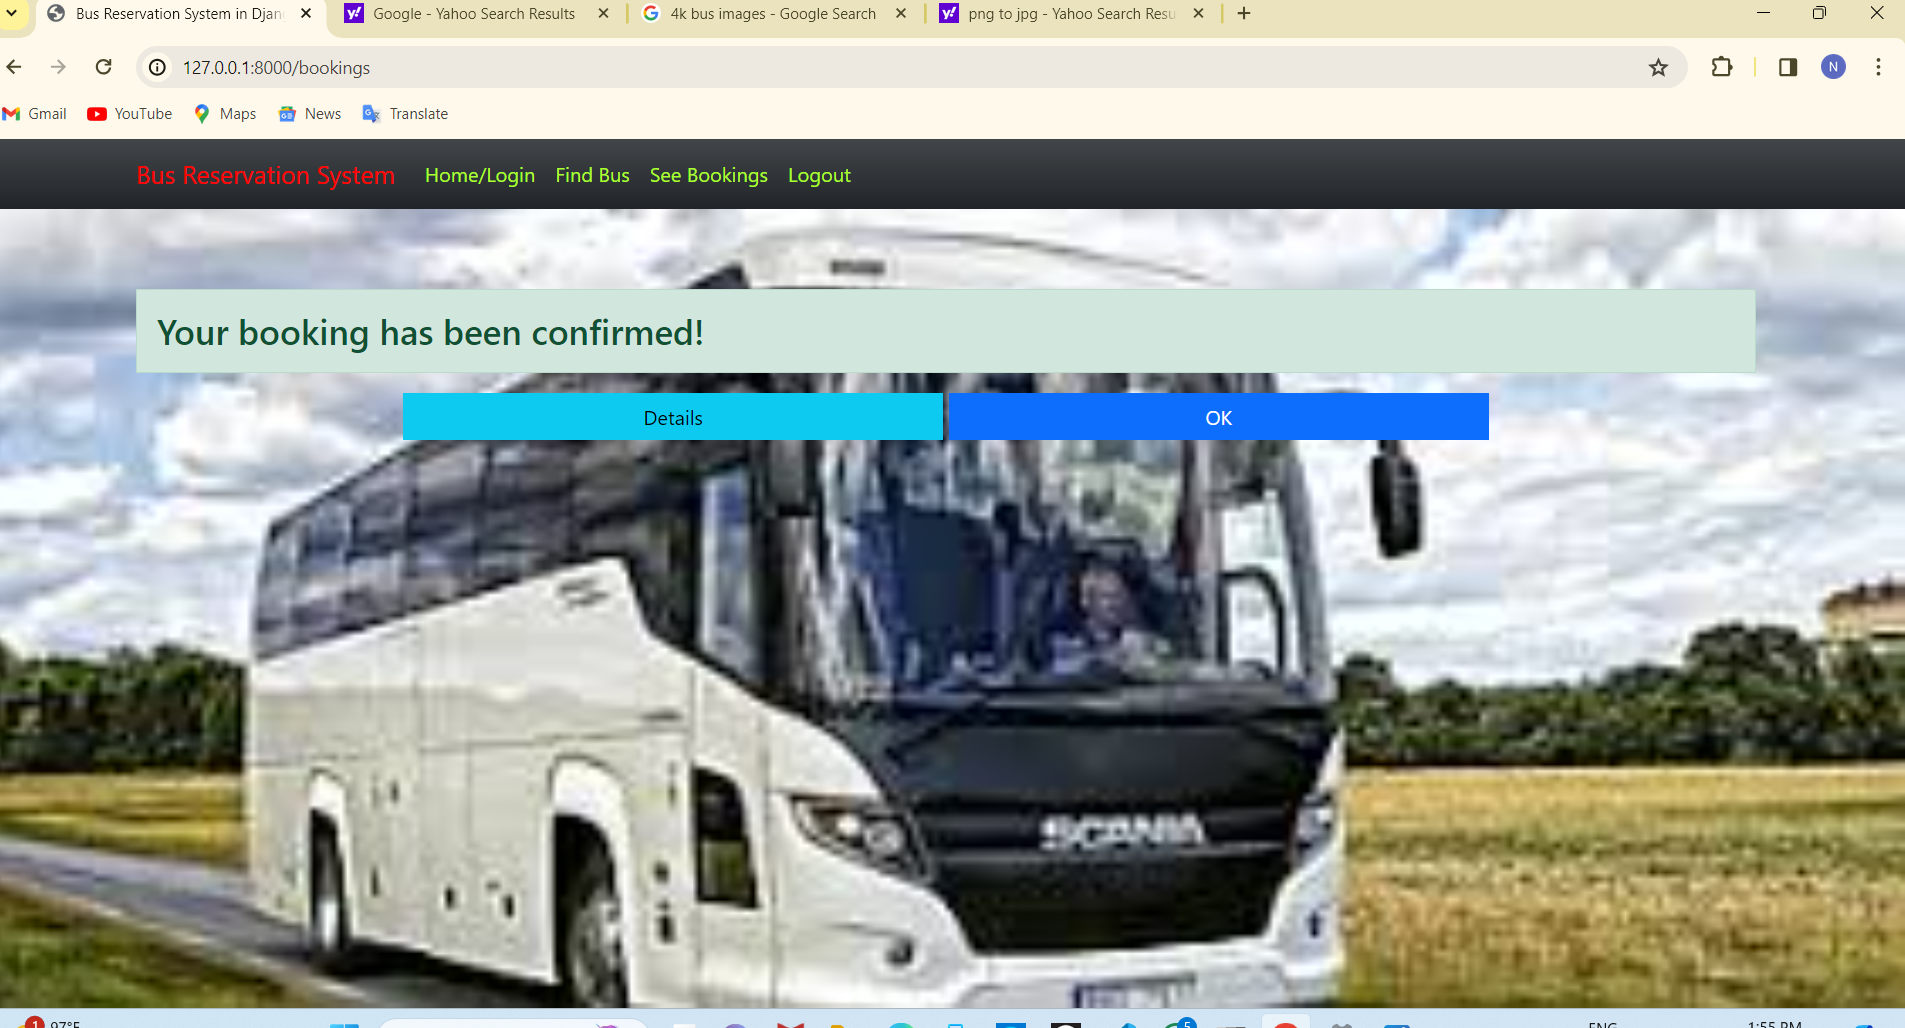 Bus Reservation System in Djan
Google - Yahoo Search Results
4k bus images - Google Search
png to jpg - Yahoo Search Resu
127.0.0.1:8000/bookings
N
Gmail
YouTube
Maps
News
Translate
Bus Reservation System
Home/Login
Find Bus
See Bookings
Logout
Your booking has been confirmed!
Details
OK
SCANIA
1
97°F
5
ENG
1:55 PM